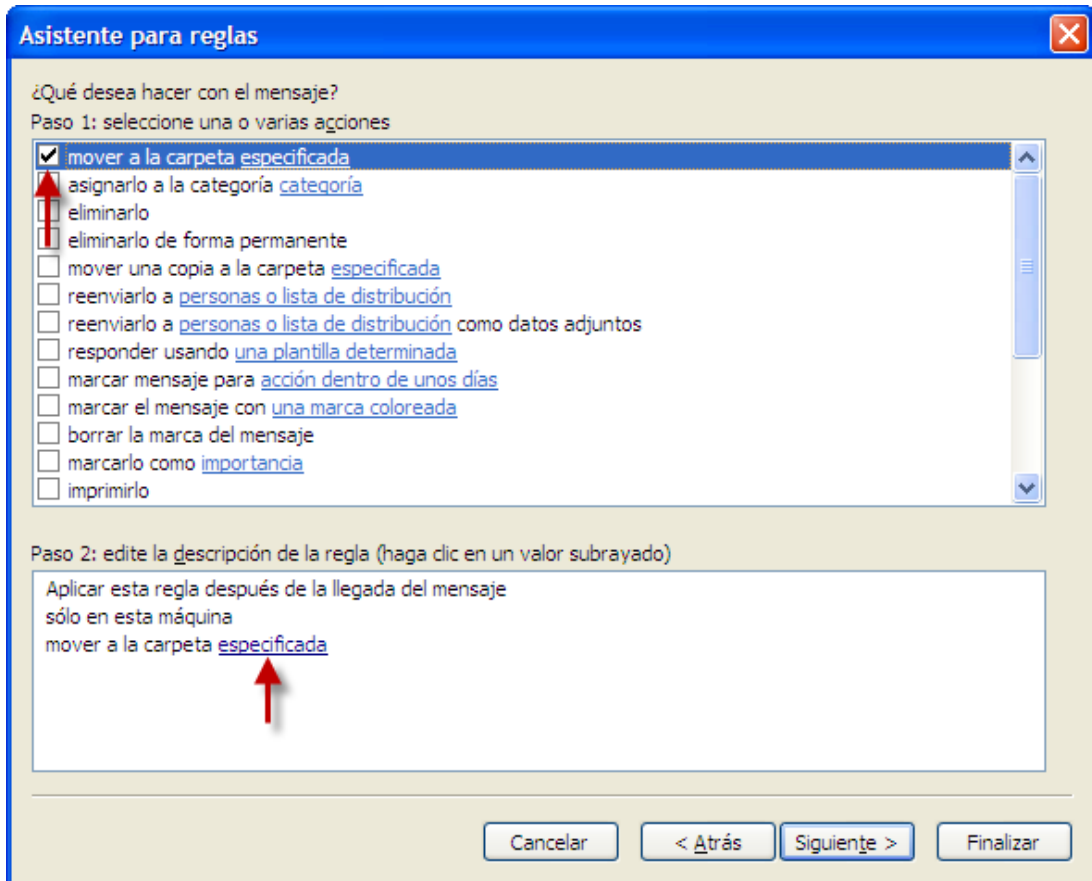 Asistente para reglas
¿Qué desea hacer con el mensaje?
Paso 1: seleccione una o varias acciones
mover a la carpeta especificada
asignarlo a la categoría categoría
eliminarlo
eliminarlo de forma permanente
mover una copia a la carpeta especificada
reenviarlo a personas o lista de distribución
reenviarlo a personas o lista de distribución como datos adjuntos
responder usando una plantilla determinada
marcar mensaje para acción dentro de unos días
marcar el mensaje con una marca coloreada
borrar la marca del mensaje
marcarlo como importancia
imprimirlo
Paso 2: edite la descripción de la regla (haga clic en un valor subrayado)
Aplicar esta regla después de la llegada del mensaje
sólo en esta máquina
mover a la carpeta especificada
Cancelar < Atrás Siguiente > Finalizar